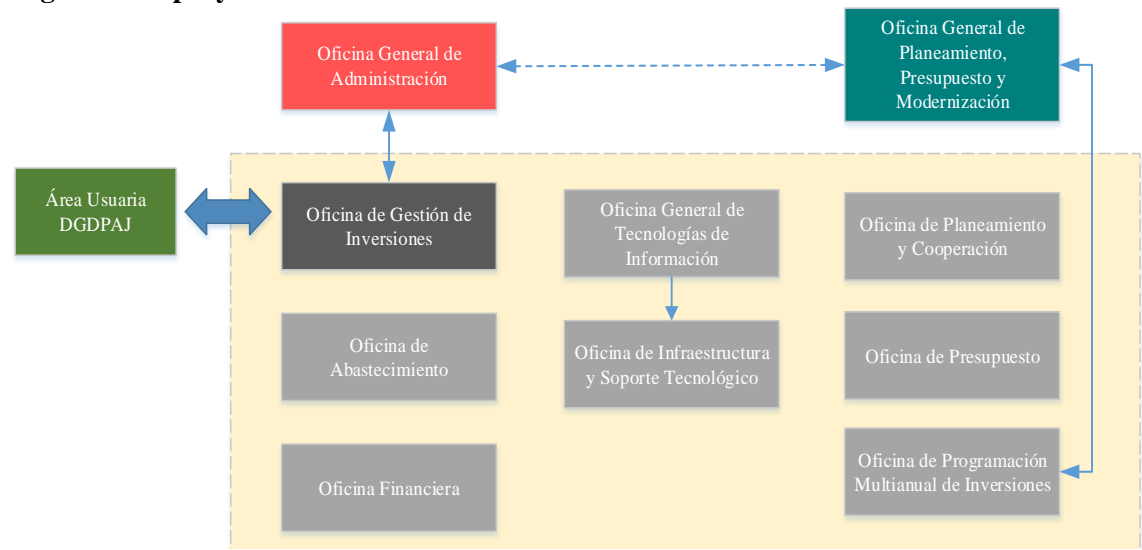 Oficina General de
Administración
Oficina General de
Planeamiento,
Presupuesto y
Modernización
Área Usuaria
DGDPAJ
Oficina de Gestión de
Inversiones
Oficina General de
Tecnologías de
Información
Oficina de Planeamiento
y Cooperación
Oficina de
Abastecimiento
Oficina de Infraestructura
y Soporte Tecnológico
Oficina de Presupuesto
Oficina Financiera
Oficina de Programación
Multianual de Inversiones